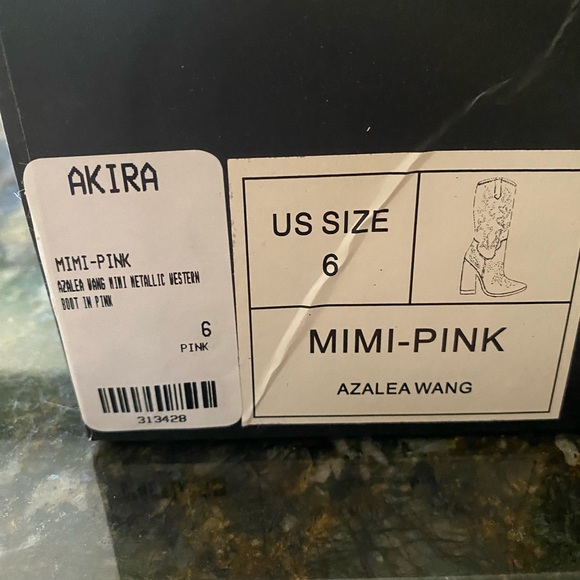 AKIRA
MIMI-PINK
AZALEA WANG MIMI METALLIC WESTERN
BOOT IN PINK
6
PINK
313428
US SIZE
6
MIMI-PINK
AZALEA WANG